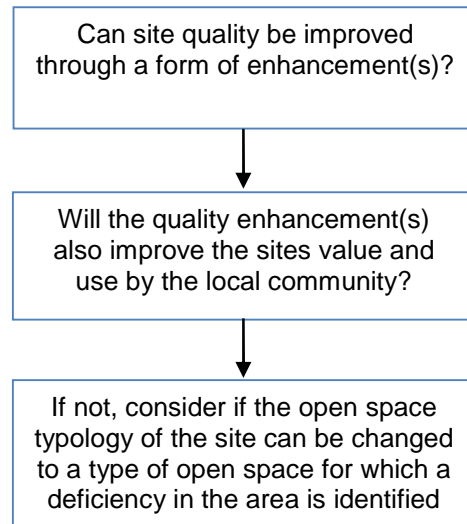 Can site quality be improved
through a form of enhancement(s)?
Will the quality enhancement(s)
also improve the sites value and
use by the local community?
If not, consider if the open space
typology of the site can be changed
to a type of open space for which a
deficiency in the area is identified